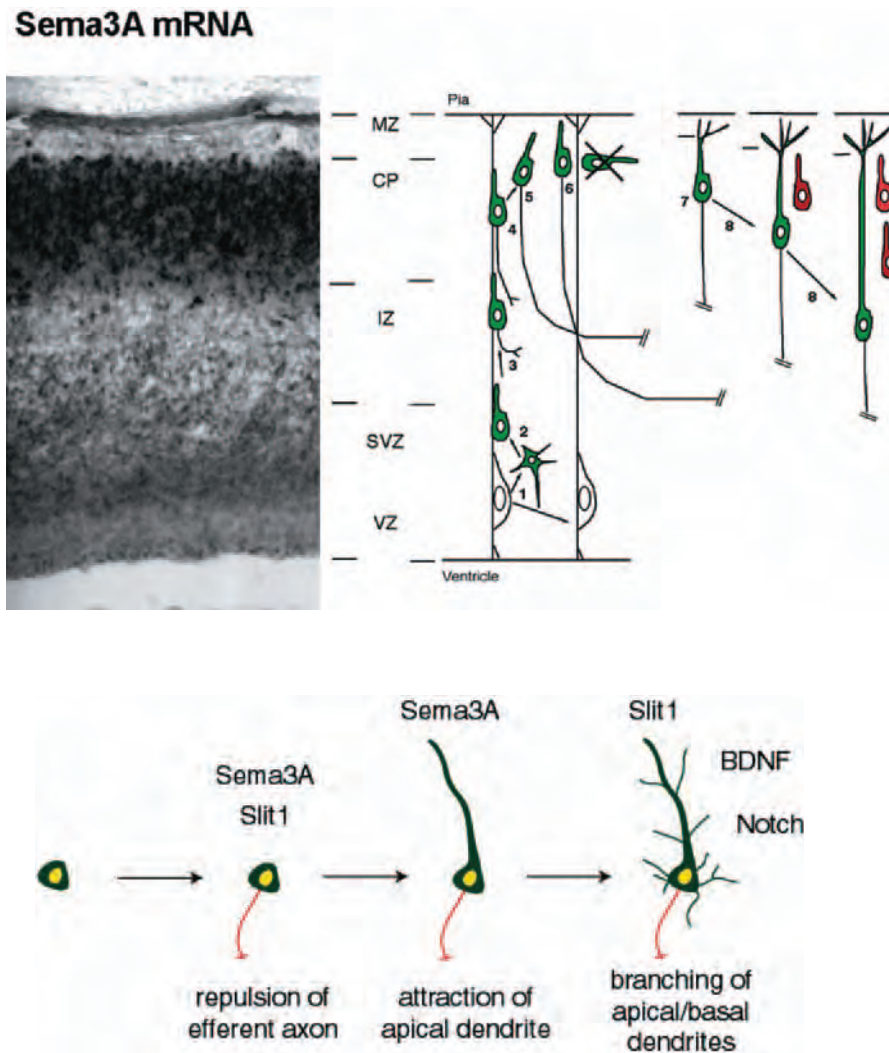 Sema3A mRNA
Pia
MZ
CP
IZ
SVZ
VZ
5
6
4
3
2
1
7
8
8
Ventricle
Sema3A
Slit1
BDNF
Sema3A
Slit1
Notch
repulsion of
efferent axon
attraction of
apical dendrite
branching of
apical/basal
dendrites